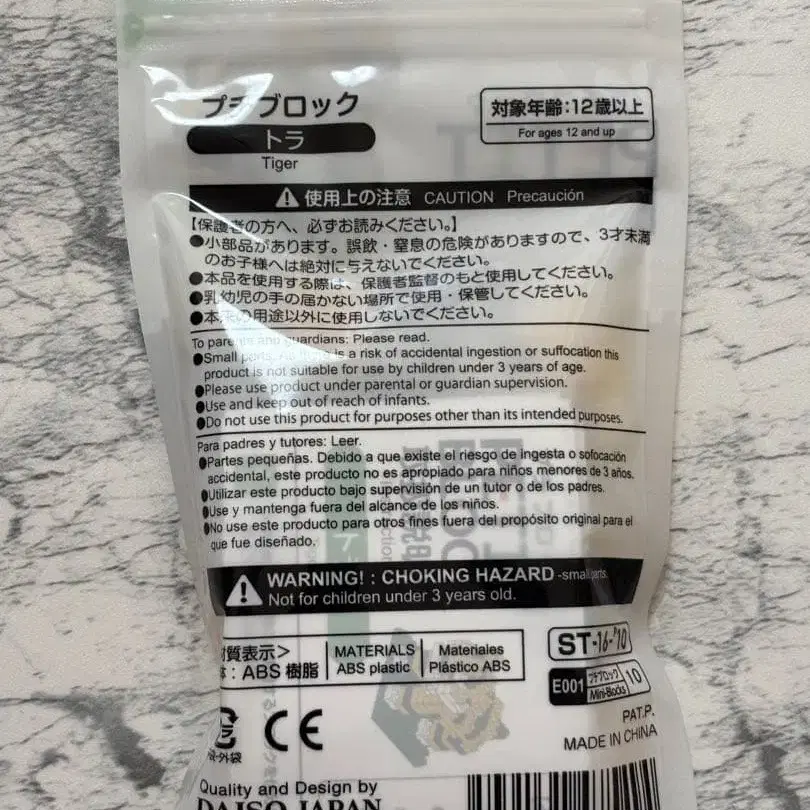 プチブロック
トラ
Tiger
対象年齢:12歳以上
For ages 12 and up
使用上の注意 CAUTION Precaución
【保護者の方へ、必ずお読みください。】
●小部品があります。誤飲・窒息の危険がありますので、3才未満
のお子様へは絶対に与えないでください。
●本品を使用する際は、保護者監督のもと使用してください。
●乳幼児の手の届かない場所で使用・保管してください。
●本来の用途以外に使用しないでください。
To parents and guardians: Please read.
●Small parts. As there is a risk of accidental ingestion or suffocation this
product is not suitable for use by children under 3 years of age.
●Please use product under parental or guardian supervision.
●Use and keep out of reach of infants.
●Do not use this product for purposes other than its intended purposes.
Para padres y tutores: Leer.
●Partes pequeñas. Debido a que existe el riesgo de ingesta o sofocación
accidental, este producto no es apropiado para niños menores de 3 años.
●Utilizar este producto bajo supervisión de un tutor o de los padres.
●Use y mantenga fuera del alcance de los niños.
●No use este producto para otros fines fuera del propósito original para el
que fue diseñado.
WARNING! : CHOKING HAZARD -small parts.
Not for children under 3 years old.
材質表示>
体：ABS 樹脂
MATERIALS
ABS plastic
Materiales
Plástico ABS
ST-16-'10
E001 プチブロック Mini-Blocks 10
外袋
CE
PAT.P.
MADE IN CHINA
Quality and Design by
DAISO JAPAN